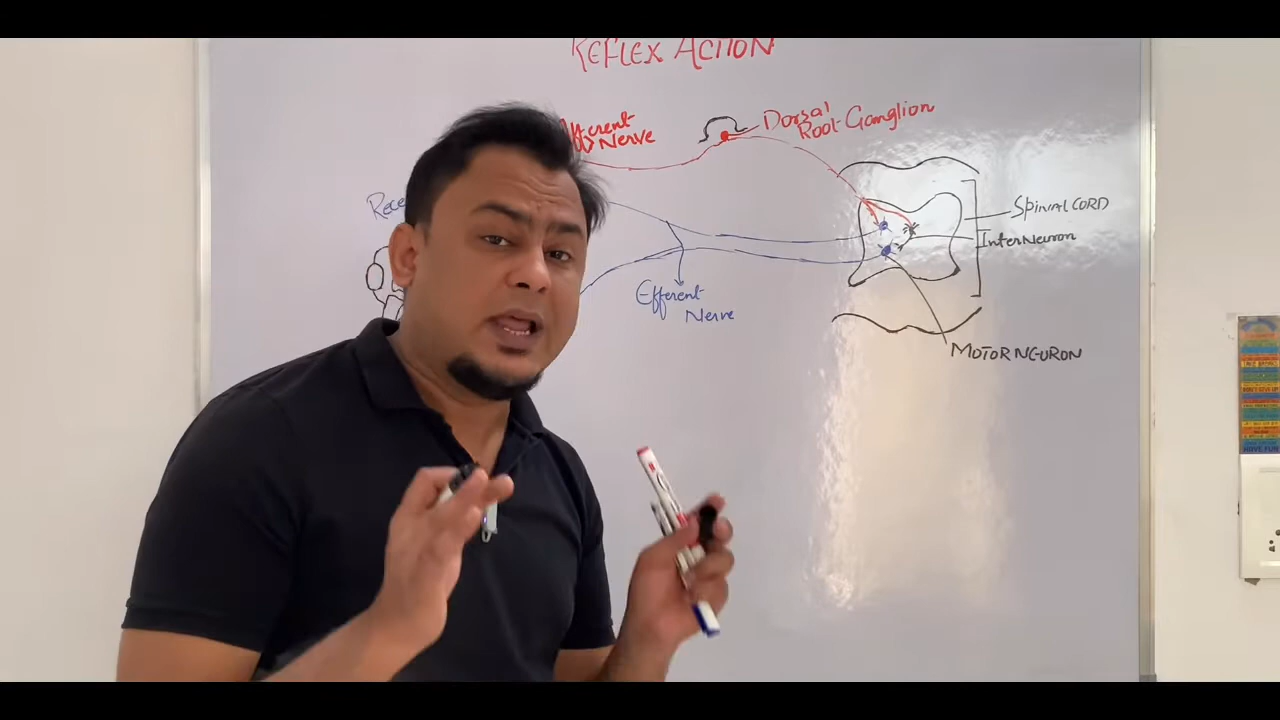 REFLEX ACTION
Afferent
Nerve
Dorsal
Root Ganglion
SPINAL CORD
InterNeuron
Efferent
Nerve
MOTOR NEURON